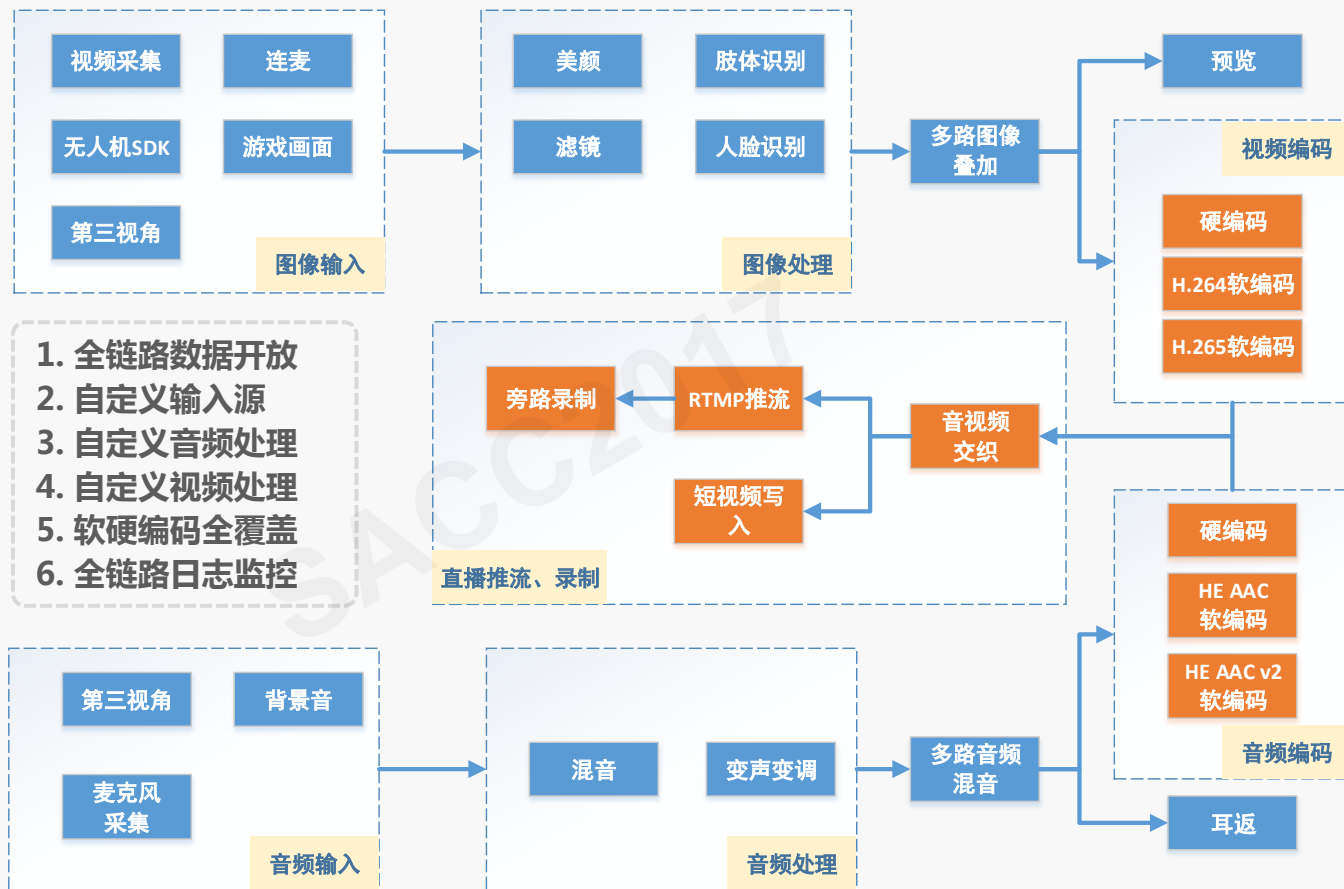 视频采集
连麦
无人机SDK
游戏画面
第三视角
图像输入
美颜
肢体识别
滤镜
人脸识别
图像处理
多路图像
叠加
预览
视频编码
硬编码
H.264软编码
H.265软编码
1. 全链路数据开放
2. 自定义输入源
3. 自定义音频处理
4. 自定义视频处理
5. 软硬编码全覆盖
6. 全链路日志监控
旁路录制
RTMP推流
音视频
交织
短视频写
入
直播推流、录制
SACC2017
第三视角
背景音
麦克风
采集
音频输入
混音
变声变调
音频处理
多路音频
混音
硬编码
HE AAC
软编码
HE AAC v2
软编码
音频编码
耳返